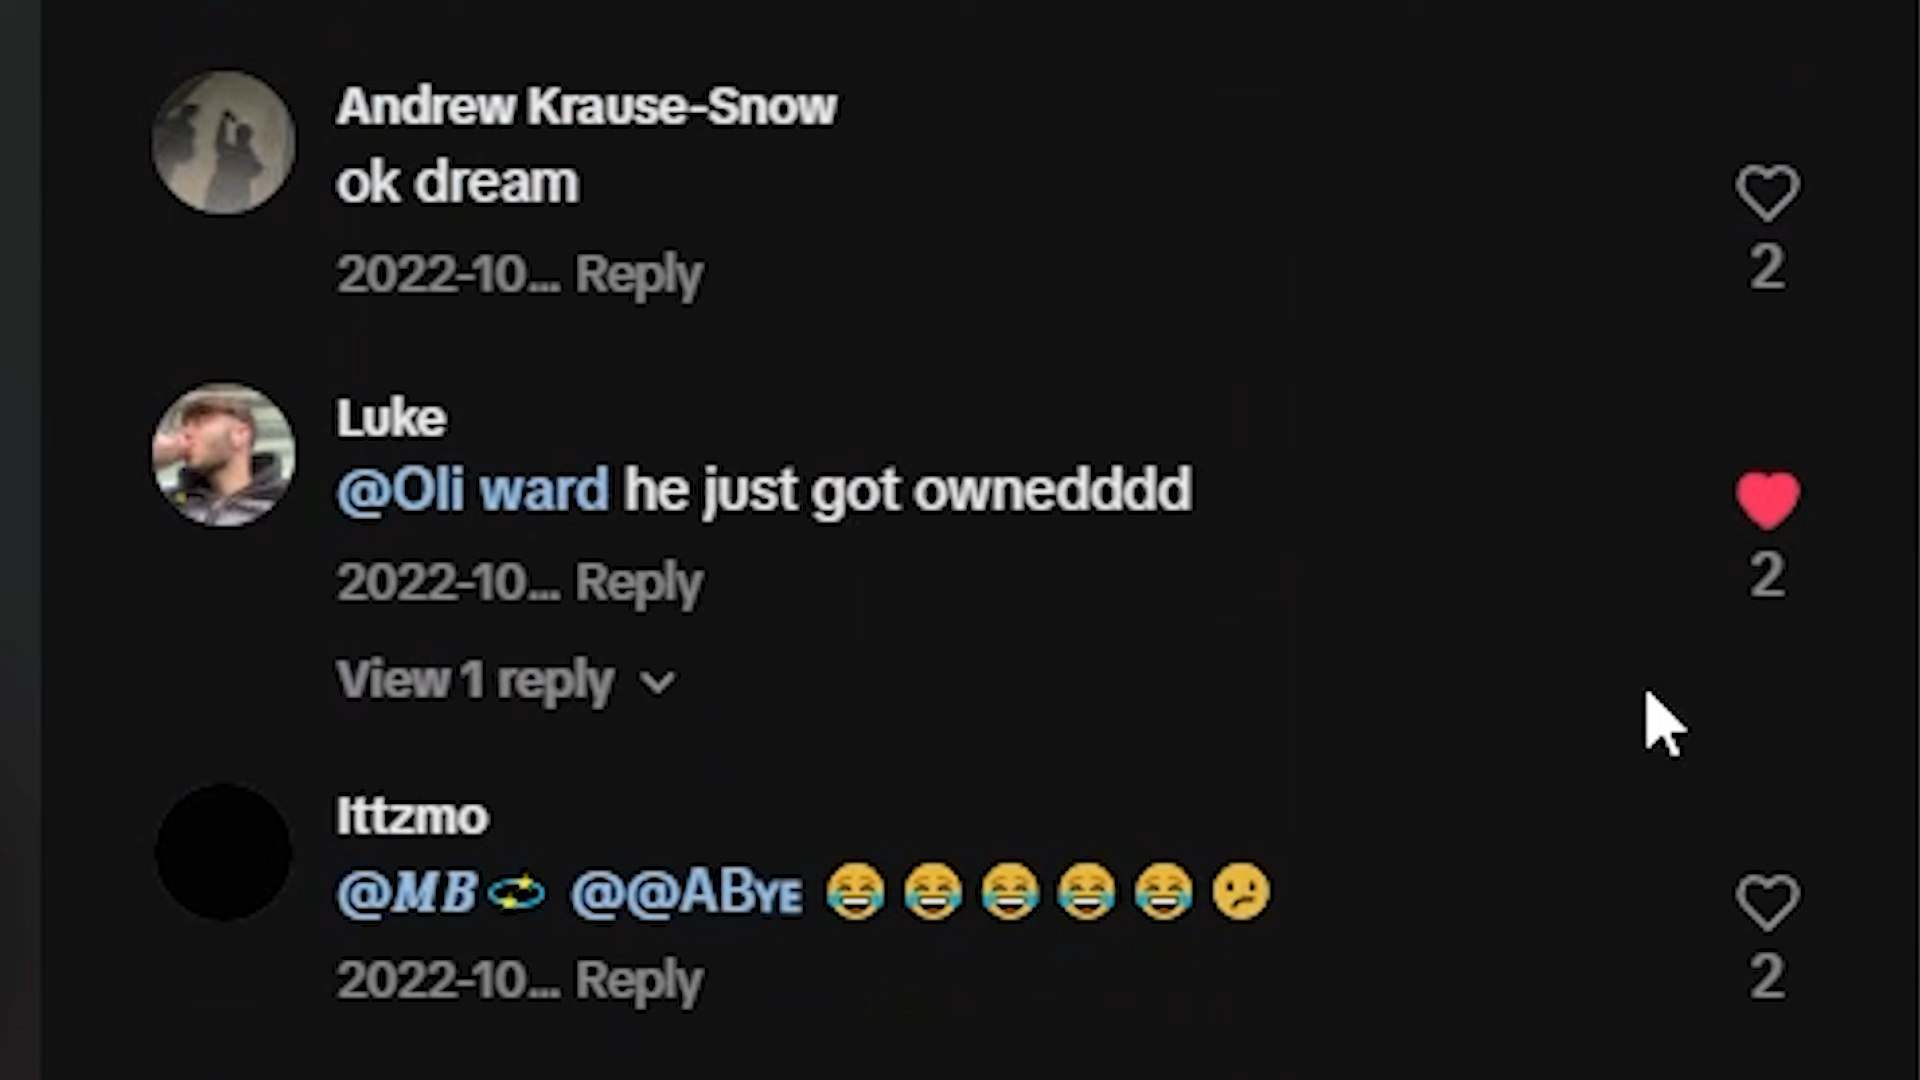 Andrew Krause-Snow
ok dream
2022-10... Reply
2
Luke
@Oli ward he just got ownedddd
2022-10... Reply
2
View 1 reply
Ittzmo
@𝑴𝑩💫 @@AB𝖸𝖤 😂😂😂😂😂🫤
2022-10... Reply
2